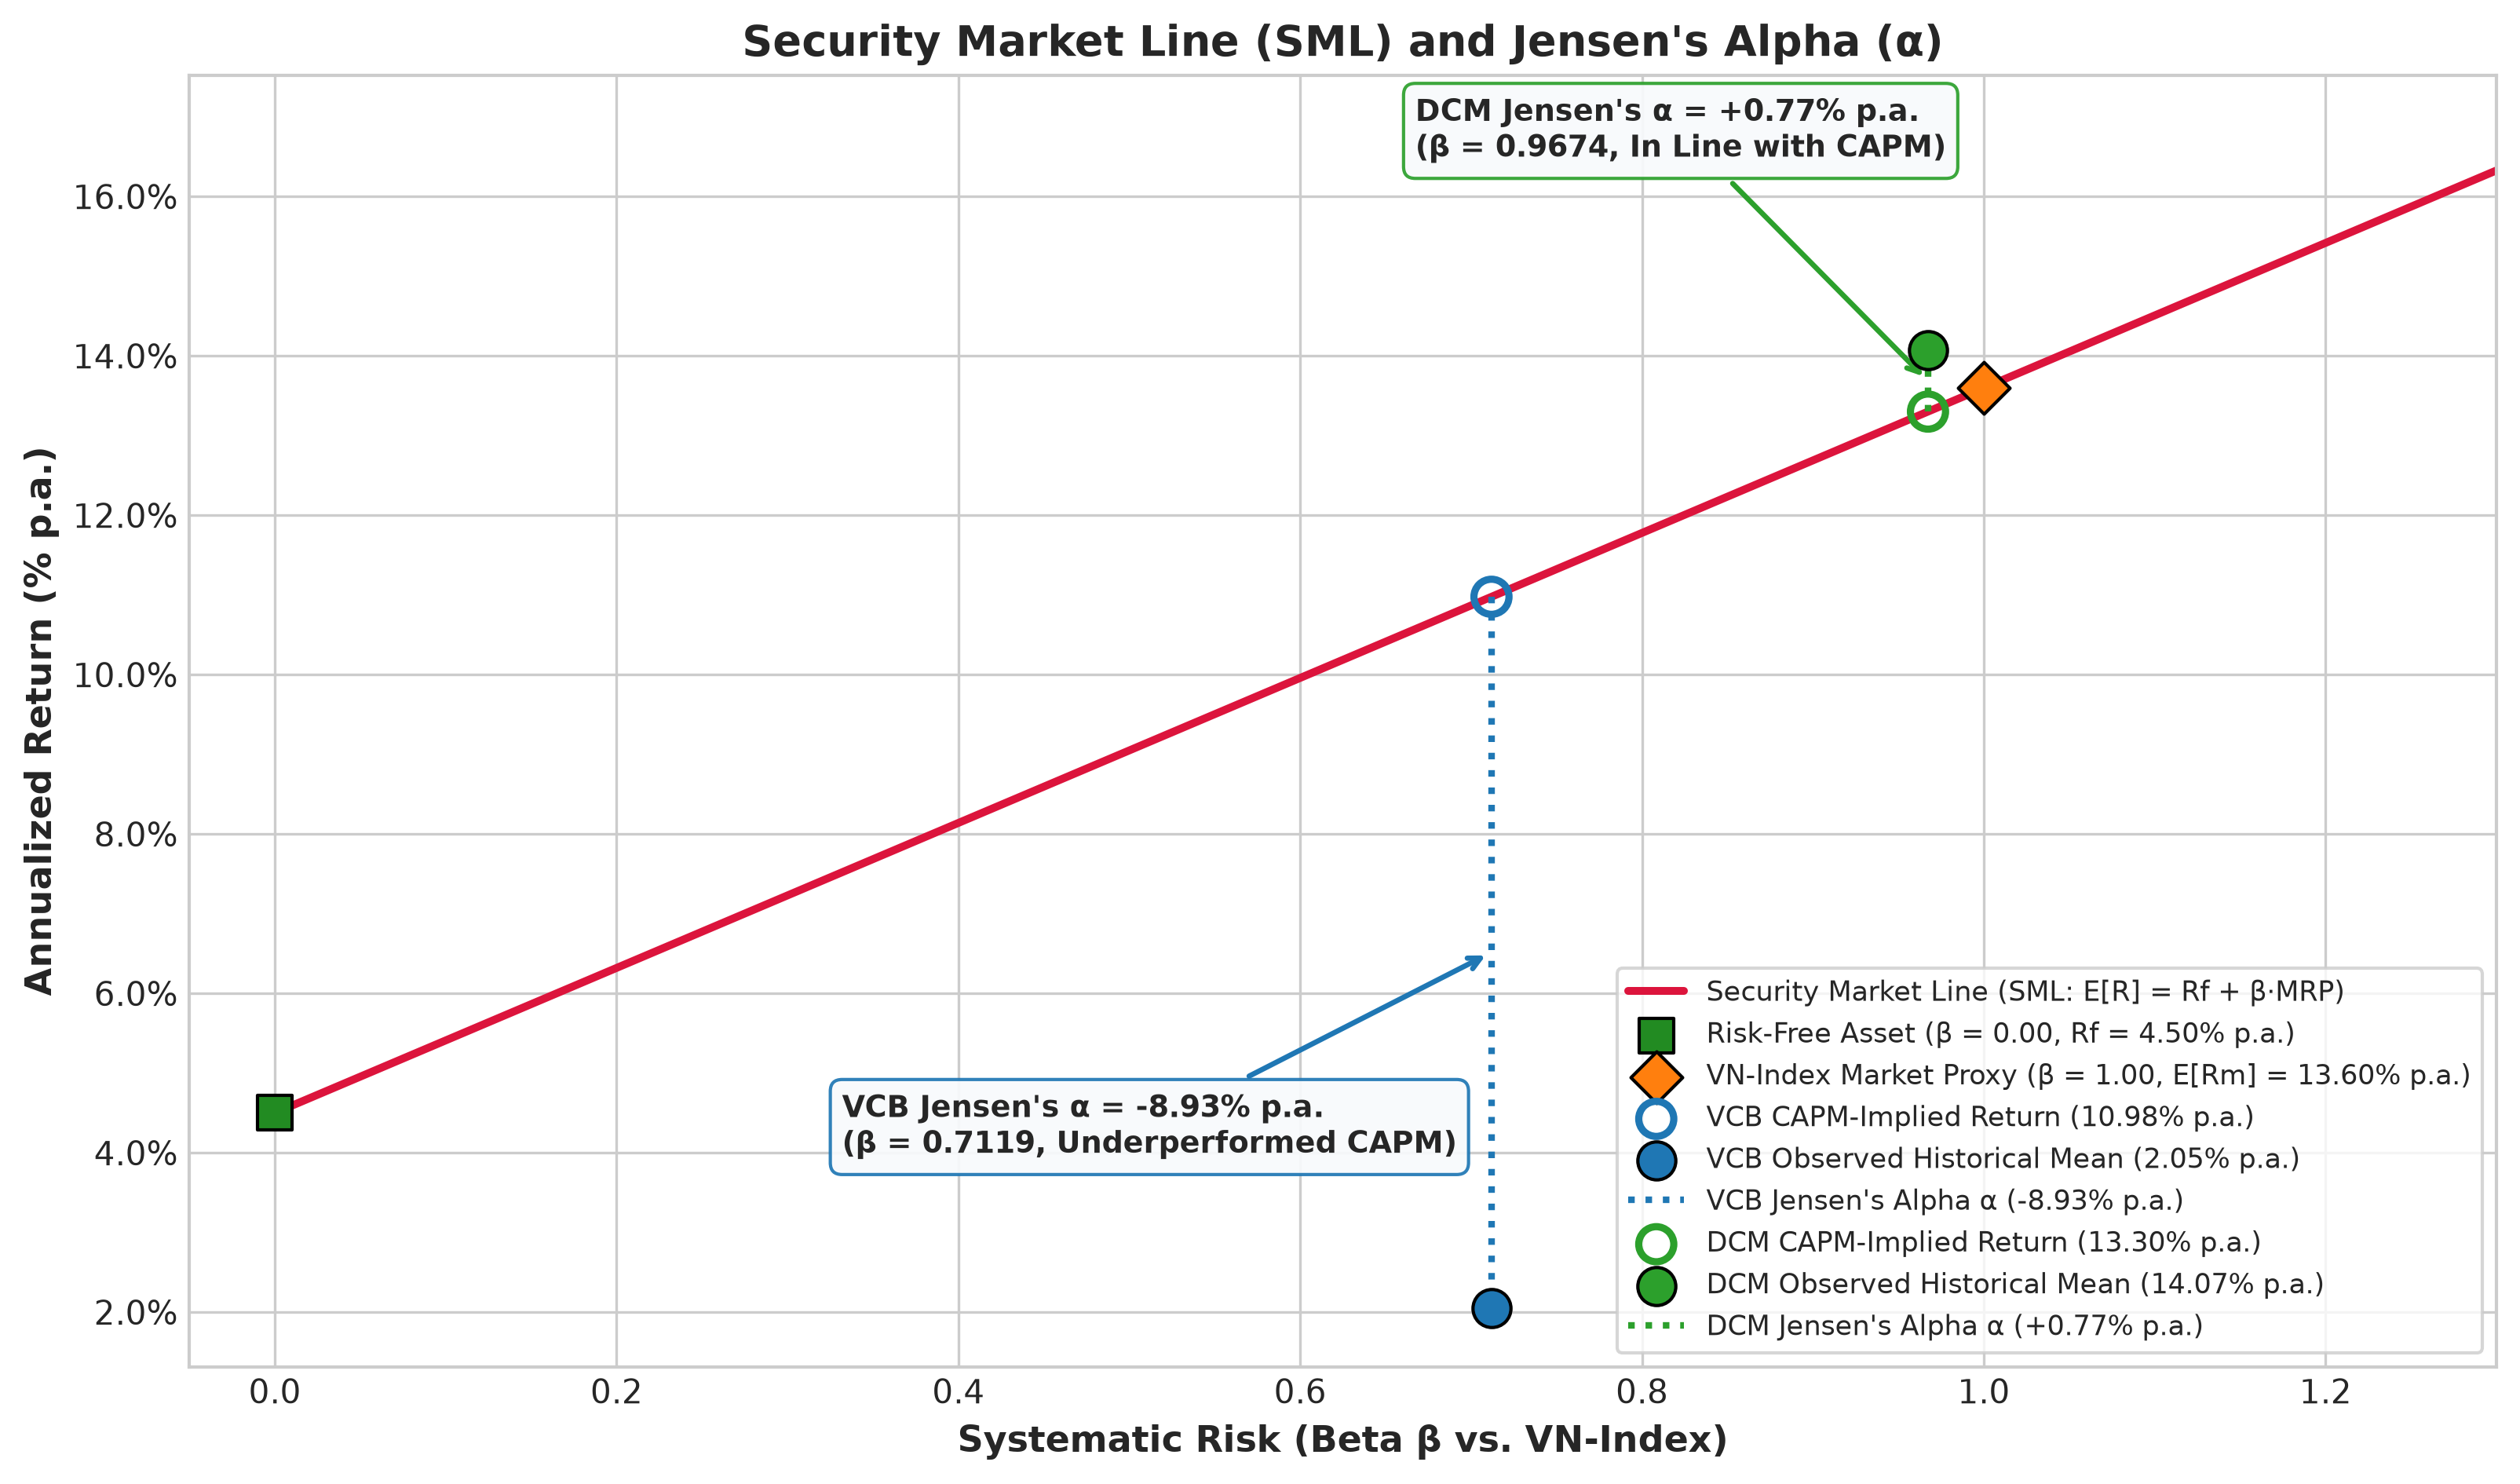 Security Market Line (SML) and Jensen's Alpha (α)
DCM Jensen's α = +0.77% p.a.
(β = 0.9674, In Line with CAPM)
Annualized Return (% p.a.)
16.0%
14.0%
12.0%
10.0%
8.0%
6.0%
4.0%
2.0%
VCB Jensen's α = -8.93% p.a.
(β = 0.7119, Underperformed CAPM)
Security Market Line (SML: E[R] = Rf + β·MRP)
Risk-Free Asset (β = 0.00, Rf = 4.50% p.a.)
VN-Index Market Proxy (β = 1.00, E[Rm] = 13.60% p.a.)
VCB CAPM-Implied Return (10.98% p.a.)
VCB Observed Historical Mean (2.05% p.a.)
VCB Jensen's Alpha α (-8.93% p.a.)
DCM CAPM-Implied Return (13.30% p.a.)
DCM Observed Historical Mean (14.07% p.a.)
DCM Jensen's Alpha α (+0.77% p.a.)
0.0 0.2 0.4 0.6 0.8 1.0 1.2
Systematic Risk (Beta β vs. VN-Index)